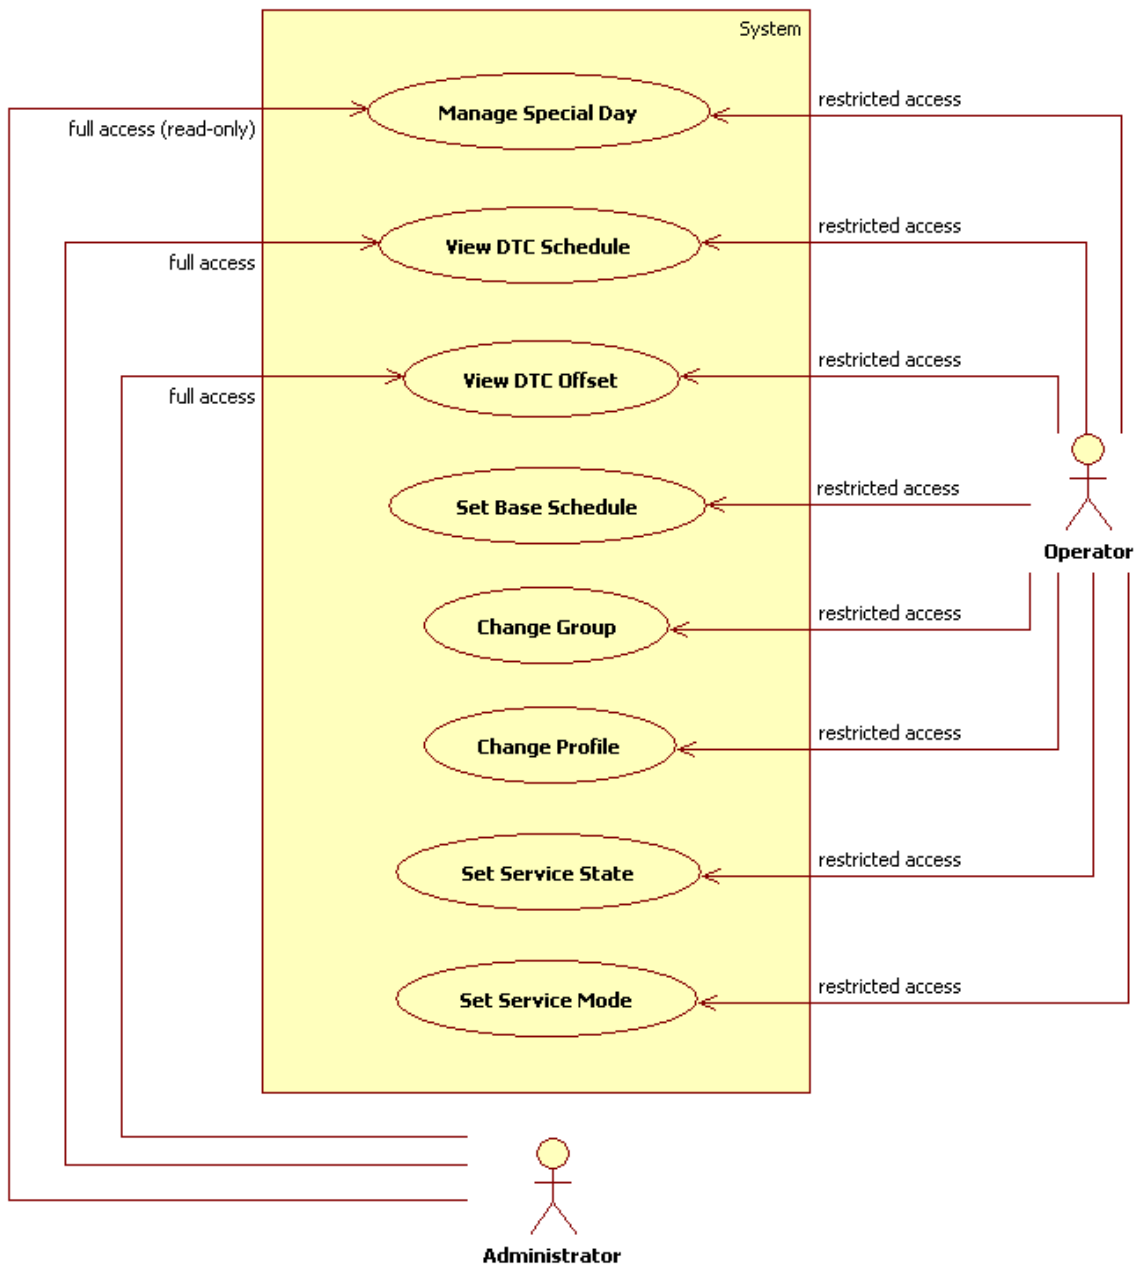 System
Manage Special Day
restricted access
full access (read-only)
View DTC Schedule
restricted access
full access
View DTC Offset
restricted access
full access
Set Base Schedule
restricted access
Operator
Change Group
restricted access
Change Profile
restricted access
Set Service State
restricted access
Set Service Mode
restricted access
Administrator